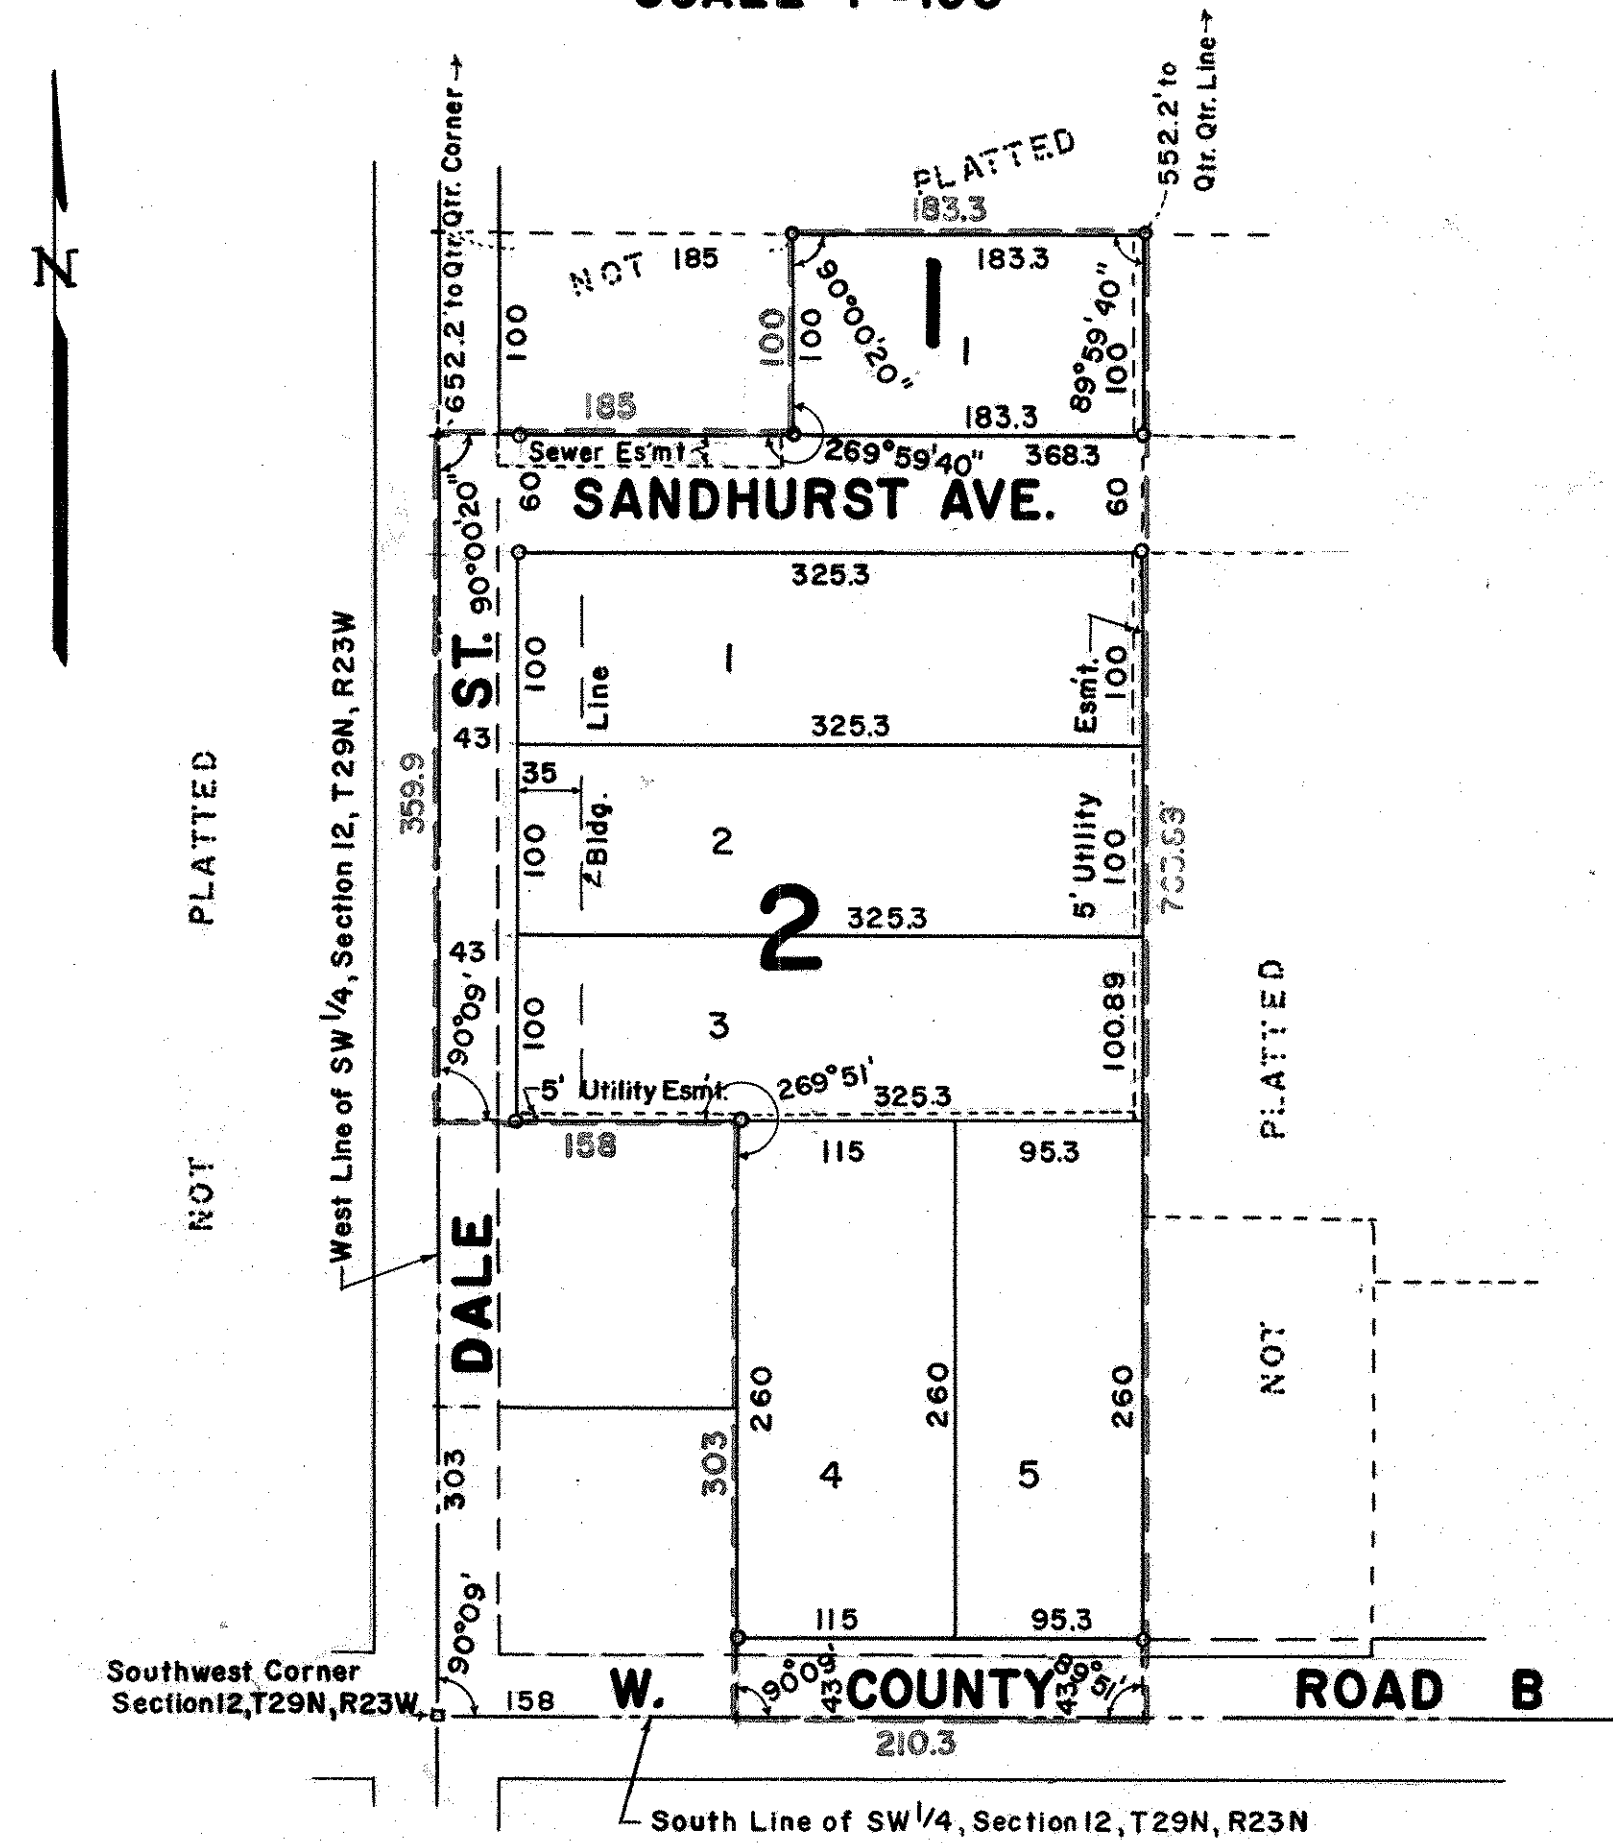 652.2' to Qtr. Qtr. Corner→
552.2' to
Qtr. Qtr. Line→
N
PLATTED
183.3
NOT
185
183.3
1
1
90°00'20"
89°59'40"
100
100
100
100
185
183.3
Sewer Es'mt
269°59'40"
368.3
60
SANDHURST AVE.
60
90°00'20"
325.3
100
Line
1
Esm't.
100
ST.
43
325.3
35
359.9
PLATTED
West Line of SW 1/4, Section 12, T29N, R23W
100
Bldg.
2
5' Utility
100
2
325.3
43
90°09'
100
3
100.89
5' Utility Esmt.
269°51'
325.3
158
115
95.3
PLATTED
NOT
DALE
260
260
260
NOT
303
303
4
5
90°09'
115
95.3
Southwest Corner
Section 12, T29N, R23W
158
W. COUNTY ROAD B
90°09'
43
43
89°51'
210.3
South Line of SW 1/4, Section 12, T29N, R23N